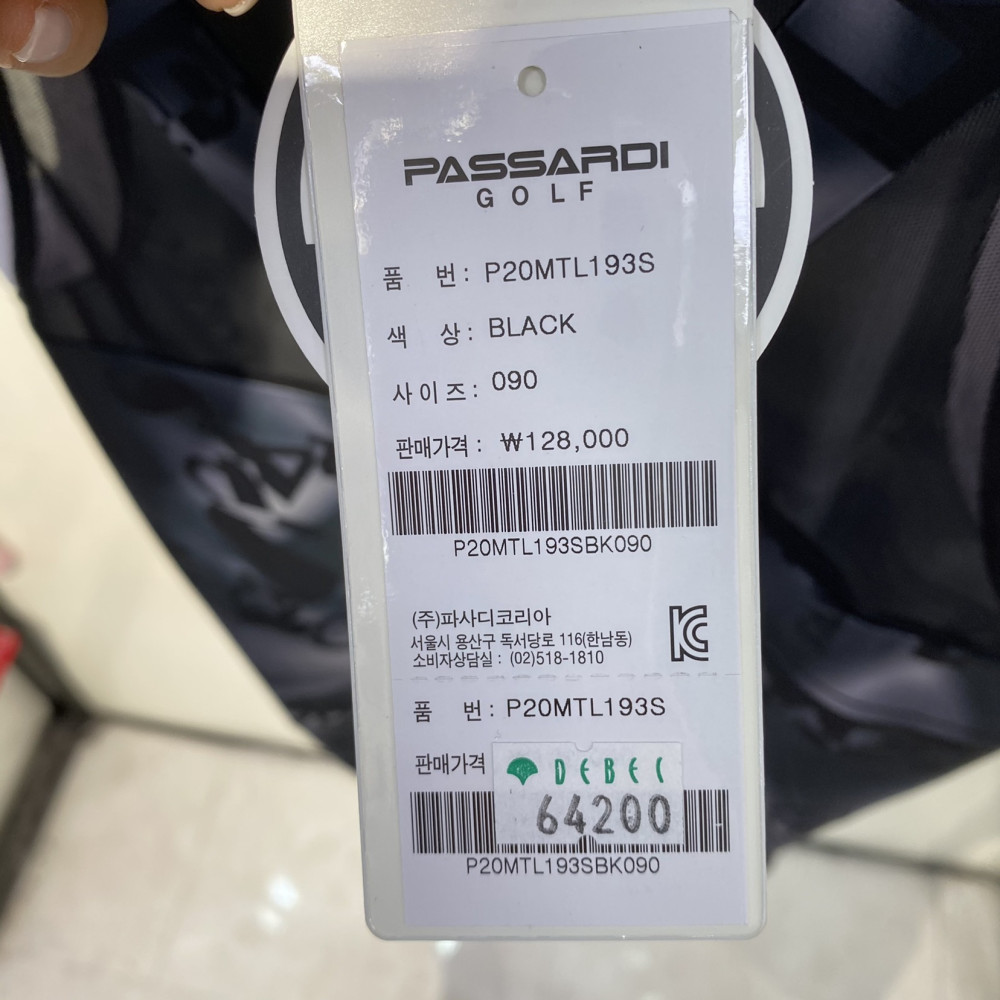 PASSARDI
GOLF
품 번 : P20MTL193S
색 상 : BLACK
사이즈 : 090
판매가격 : ₩128,000
P20MTL193SBK090
(주)파사디코리아
서울시 용산구 독서당로 116(한남동)
소비자상담실 : (02)518-1810
품 번 : P20MTL193S
판매가격
DEBEC
64200
P20MTL193SBK090